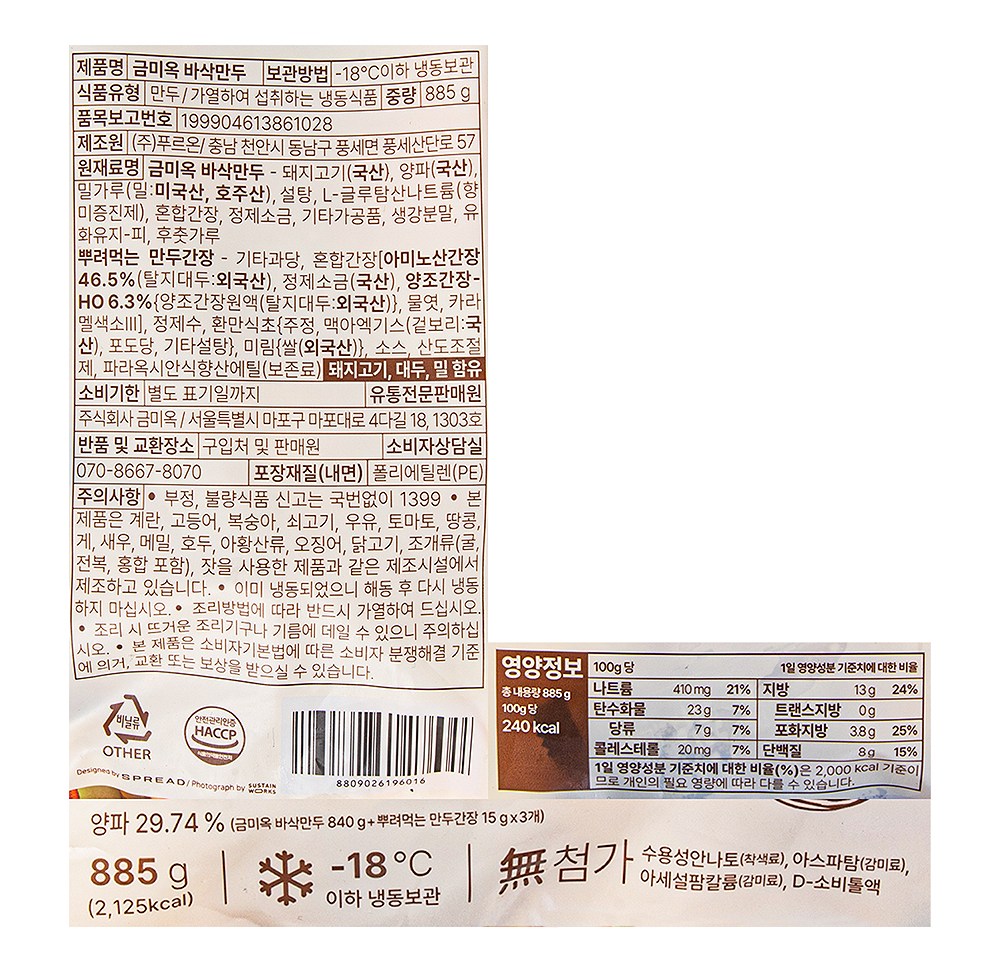 제품명 금미옥 바삭만두 보관방법 -18°C이하 냉동보관
식품유형 만두/가열하여 섭취하는 냉동식품 중량 885 g
품목보고번호 199904613861028
제조원 (주)푸르온/충남 천안시 동남구 풍세면 풍세산단로 57
원재료명 금미옥 바삭만두 - 돼지고기(국산), 양파(국산),
밀가루(밀:미국산, 호주산), 설탕, L-글루탐산나트륨(향
미증진제), 혼합간장, 정제소금, 기타가공품, 생강분말, 유
화유지-피, 후춧가루
뿌려먹는 만두간장 - 기타과당, 혼합간장[아미노산간장
46.5%(탈지대두:외국산), 정제소금(국산), 양조간장-
HO 6.3%{양조간장원액(탈지대두:외국산)}, 물엿, 카라
멜색소III], 정제수, 환만식초{주정, 맥아엑기스(겉보리:국
산), 포도당, 기타설탕}, 미림{쌀(외국산)}, 소스, 산도조절
제, 파라옥시안식향산에틸(보존료) 돼지고기, 대두, 밀 함유
소비기한 별도 표기일까지 유통전문판매원
주식회사 금미옥/서울특별시 마포구 마포대로 4다길 18, 1303호
반품 및 교환장소 구입처 및 판매원 소비자상담실
070-8667-8070 포장재질(내면) 폴리에틸렌(PE)
주의사항 • 부정, 불량식품 신고는 국번없이 1399 • 본
제품은 계란, 고등어, 복숭아, 쇠고기, 우유, 토마토, 땅콩,
게, 새우, 메밀, 호두, 아황산류, 오징어, 닭고기, 조개류(굴,
전복, 홍합 포함), 잣을 사용한 제품과 같은 제조시설에서
제조하고 있습니다. • 이미 냉동되었으니 해동 후 다시 냉동
하지 마십시오. • 조리방법에 따라 반드시 가열하여 드십시오.
• 조리 시 뜨거운 조리기구나 기름에 데일 수 있으니 주의하십
시오. • 본 제품은 소비자기본법에 따른 소비자 분쟁해결 기준
에 의거, 교환 또는 보상을 받으실 수 있습니다.
비닐류
OTHER
안전관리인증
HACCP
8809026196016
Designed by SPREAD / Photograph by SUSTAIN WORKS
영양정보 100g 당 1일 영양성분 기준치에 대한 비율
총 내용량 885 g
100g 당
240 kcal
나트륨 410 mg 21% 지방 13 g 24%
탄수화물 23 g 7% 트랜스지방 0 g
당류 7 g 7% 포화지방 3.8 g 25%
콜레스테롤 20 mg 7% 단백질 8 g 15%
1일 영양성분 기준치에 대한 비율(%)은 2,000 kcal 기준이
므로 개인의 필요 영양에 따라 다를 수 있습니다.
양파 29.74 % (금미옥 바삭만두 840 g+뿌려먹는 만두간장 15 g x 3개)
885 g
(2,125kcal)
-18 °C
이하 냉동보관
無첨가 수용성안나토(착색료), 아스파탐(감미료),
아세설팜칼륨(감미료), D-소비톨액